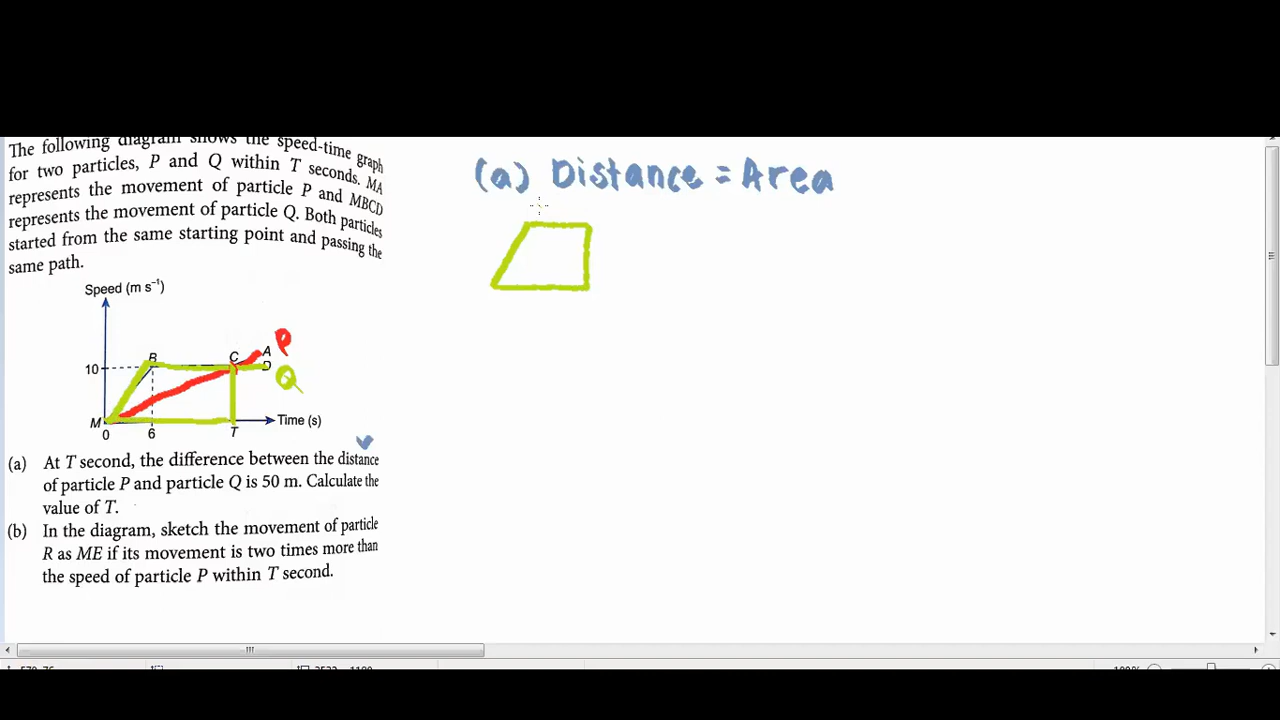 The following diagram shows the speed-time graph
for two particles, P and Q within T seconds. MA
represents the movement of particle P and MBCD
represents the movement of particle Q. Both particles
started from the same starting point and passing the
same path.
Speed (m s⁻¹)
P
B
C
A
10
D
Q
M
0
6
T
Time (s)
(a) At T second, the difference between the distance
of particle P and particle Q is 50 m. Calculate the
value of T.
(b) In the diagram, sketch the movement of particle
R as ME if its movement is two times more than
the speed of particle P within T second.
(a) Distance = Area